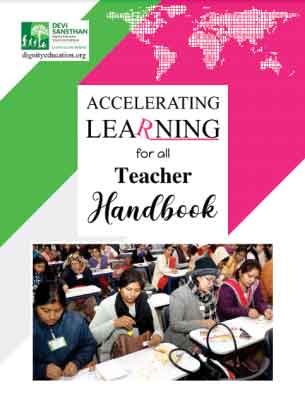 DEVI
SANSTHAN
dignityeducation.org
ACCELERATING
LEARNING
for all
Teacher
Handbook